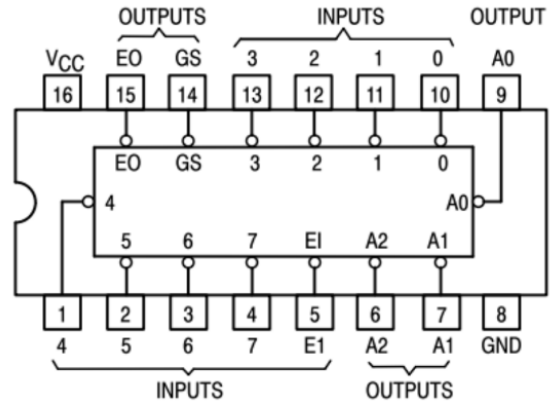 OUTPUTS INPUTS OUTPUT
VCC EO GS 3 2 1 0 A0
16 15 14 13 12 11 10 9
EO GS 3 2 1 0
4 A0
5 6 7 EI A2 A1
1 2 3 4 5 6 7 8
4 5 6 7 E1 A2 A1 GND
INPUTS OUTPUTS